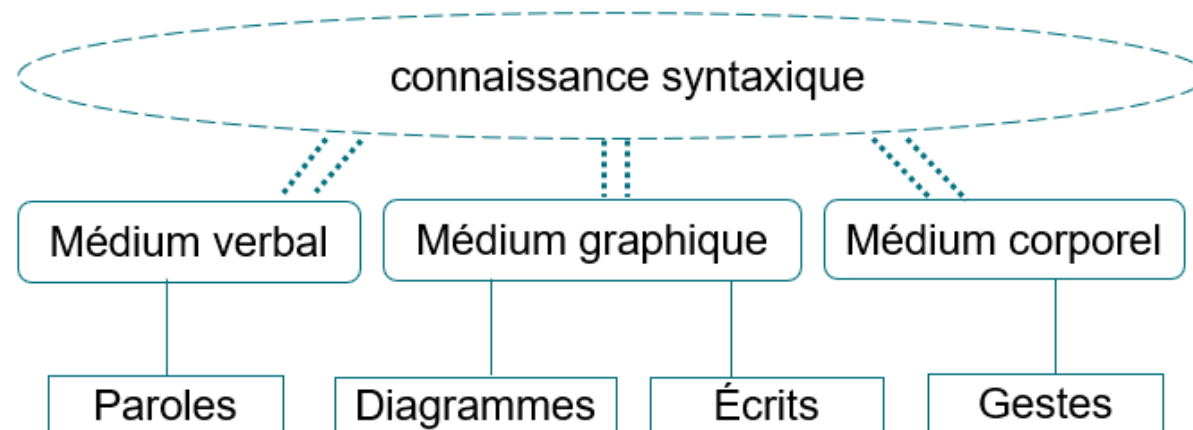 connaissance syntaxique
Médium verbal
Médium graphique
Médium corporel
Paroles
Diagrammes
Écrits
Gestes